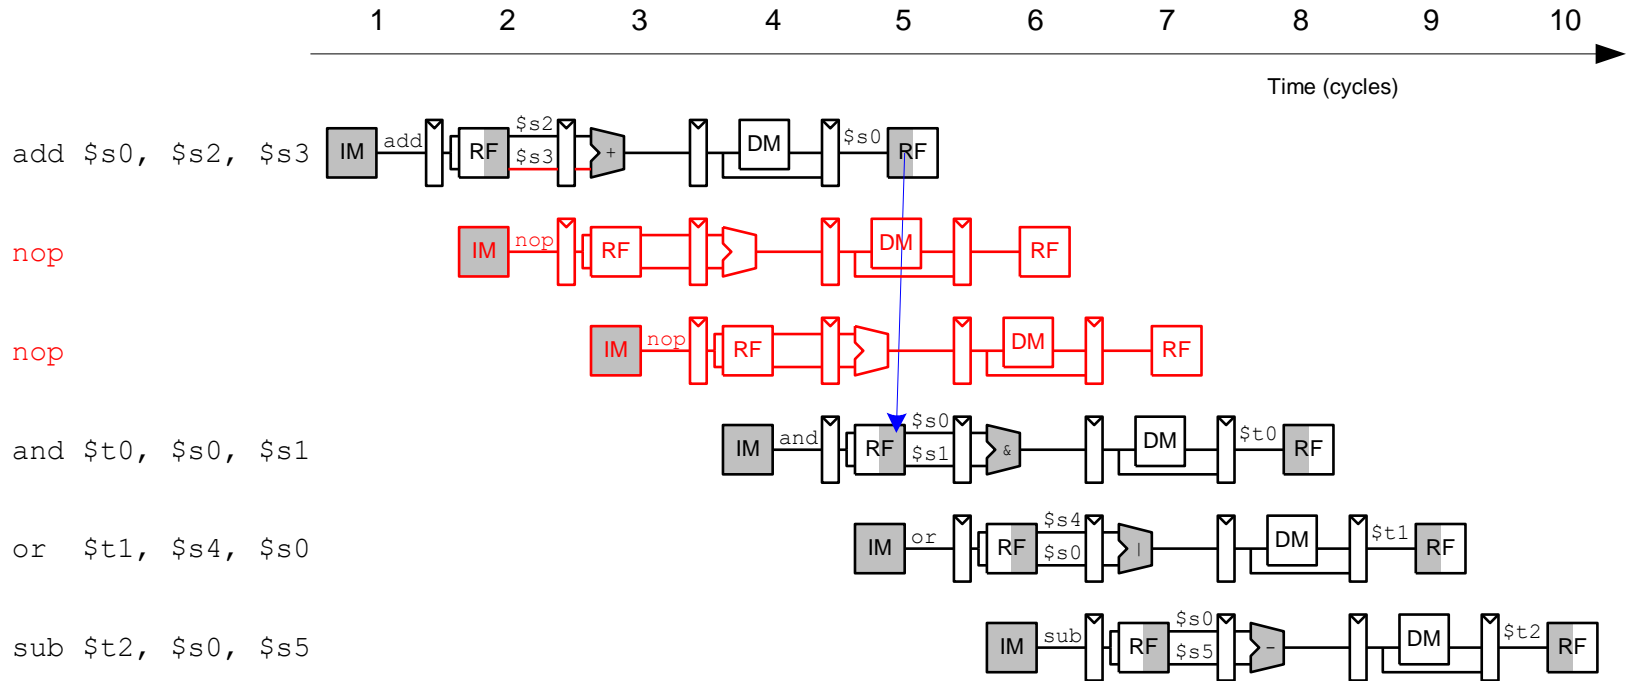 1 2 3 4 5 6 7 8 9 10
Time (cycles)
add $s0, $s2, $s3 IM add RF $s2 $s3 + DM $s0 RF
nop IM nop RF DM RF
nop IM nop RF DM RF
and $t0, $s0, $s1 IM and RF $s0 $s1 & DM $t0 RF
or $t1, $s4, $s0 IM or RF $s4 $s0 | DM $t1 RF
sub $t2, $s0, $s5 IM sub RF $s0 $s5 - DM $t2 RF